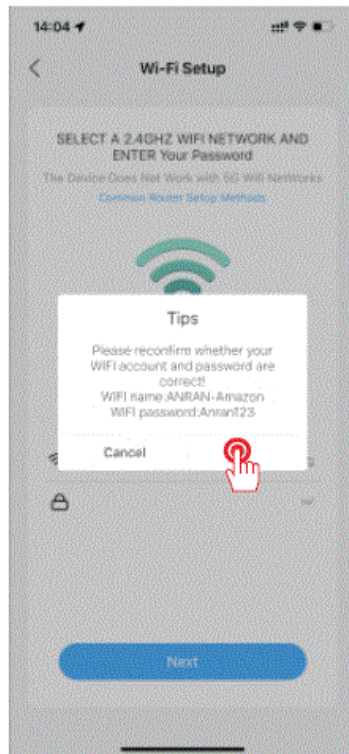 14:04
Wi-Fi Setup
SELECT A 2.4GHZ WIFI NETWORK AND
ENTER Your Password
The Device Does Not Work with 5G Wifi NetWorks
Common Router Setup Methods
Tips
Please reconfirm whether your
WIFI account and password are
correct!
WIFI name:ANRAN-Amazon
WIFI password:Anran123
Cancel
Next